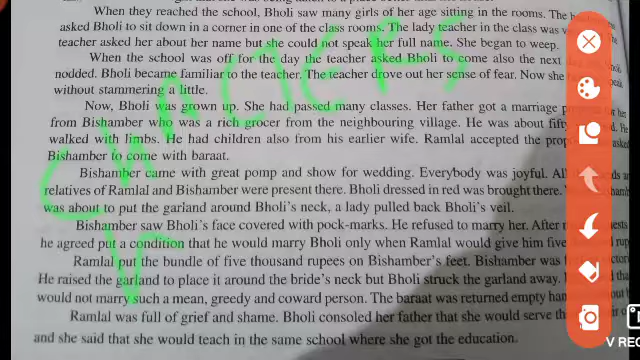 When they reached the school, Bholi saw many girls of her age sitting in the rooms. The
asked Bholi to sit down in a corner in one of the class rooms. The lady teacher in the class was
teacher asked her about her name but she could not speak her full name. She began to weep.
When the school was off for the day the teacher asked Bholi to come also the next
nodded. Bholi became familiar to the teacher. The teacher drove out her sense of fear. Now she speak
without stammering a little.
Now, Bholi was grown up. She had passed many classes. Her father got a marriage
from Bishamber who was a rich grocer from the neighbouring village. He was about fifty He
walked with limbs. He had children also from his earlier wife. Ramlal accepted the asked
Bishamber to come with baraat.
Bishamber came with great pomp and show for wedding. Everybody was joyful.
relatives of Ramlal and Bishamber were present there. Bholi dressed in red was brought there.
was about to put the garland around Bholi's neck, a lady pulled back Bholi's veil.
Bishamber saw Bholi's face covered with pock-marks. He refused to marry her. After
he agreed put a condition that he would marry Bholi only when Ramlal would give him five
Ramlal put the bundle of five thousand rupees on Bishamber's feet. Bishamber was
He raised the garland to place it around the bride's neck but Bholi struck the garland away.
would not marry such a mean, greedy and coward person. The baraat was returned empty
Ramlal was full of grief and shame. Bholi consoled her father that she would serve
and she said that she would teach in the same school where she got the education.